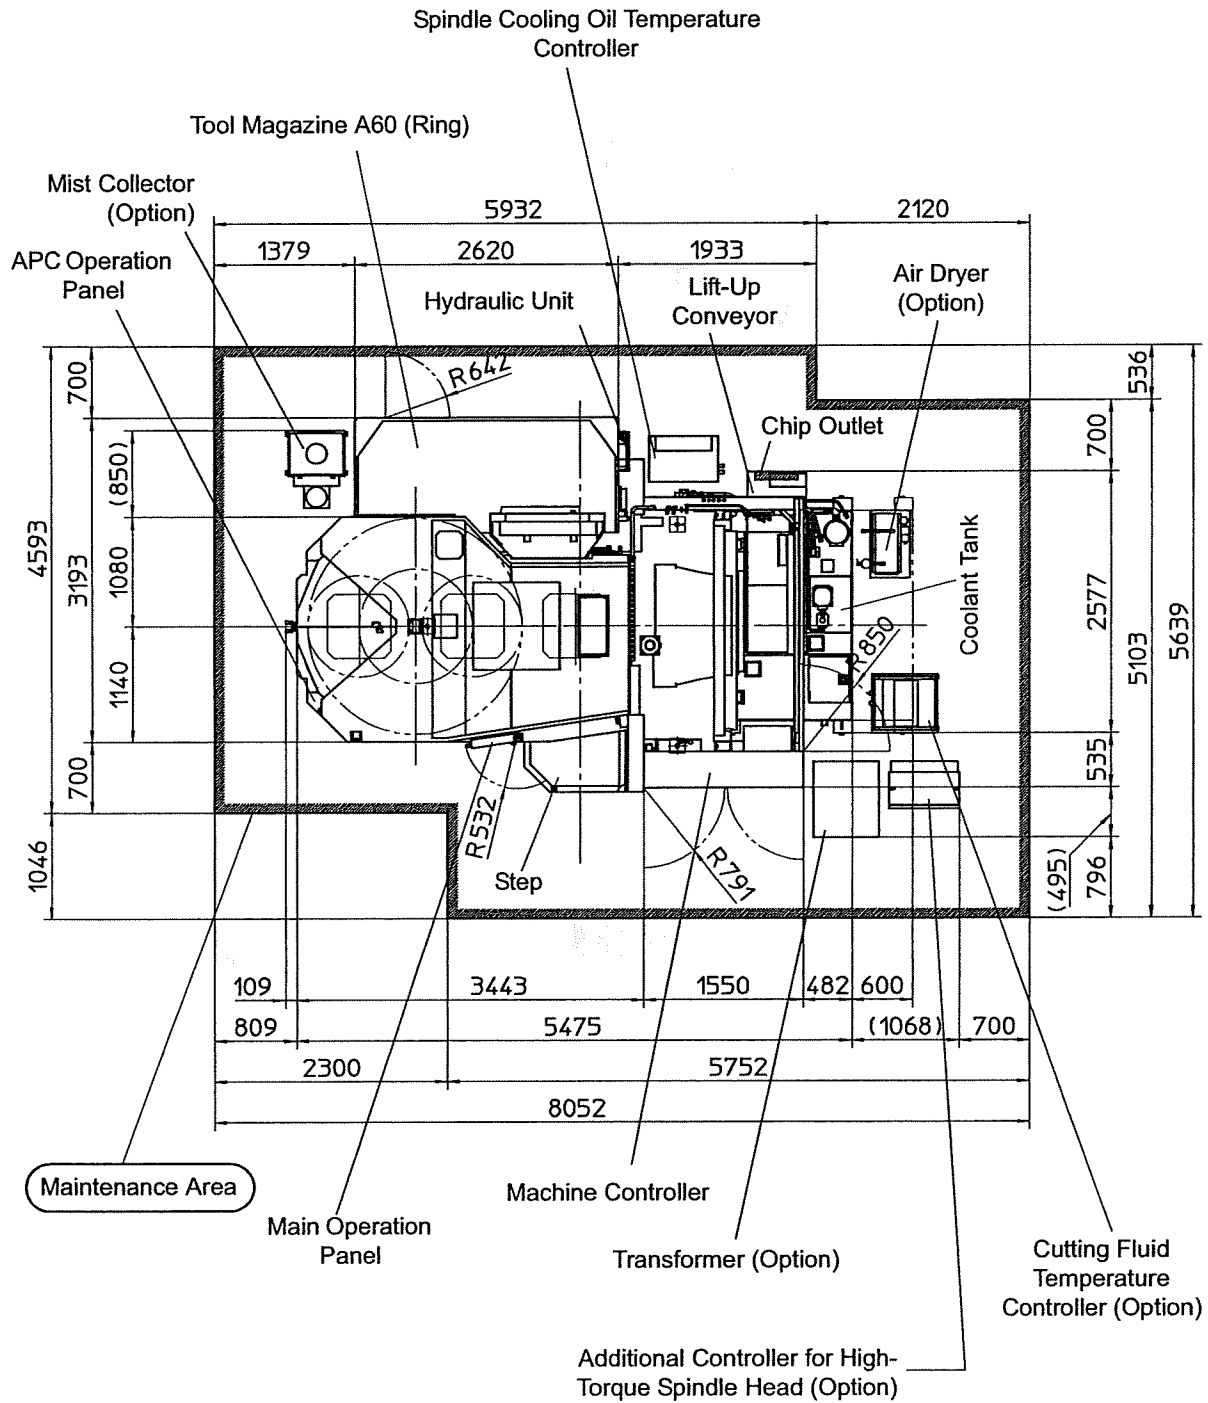 Spindle Cooling Oil Temperature
Controller
Tool Magazine A60 (Ring)
Mist Collector
(Option)
APC Operation
Panel
5932
2120
1379
2620
1933
Hydraulic Unit
Lift-Up
Conveyor
Air Dryer
(Option)
R642
Chip Outlet
700
(850)
4593
3193
1080
1140
700
1046
536
700
Coolant Tank
2577
5103
5639
R850
535
(495)
796
R532
Step
R791
109
3443
1550
482
600
809
5475
(1068)
700
2300
5752
8052
Maintenance Area
Main Operation
Panel
Machine Controller
Transformer (Option)
Cutting Fluid
Temperature
Controller (Option)
Additional Controller for High-
Torque Spindle Head (Option)